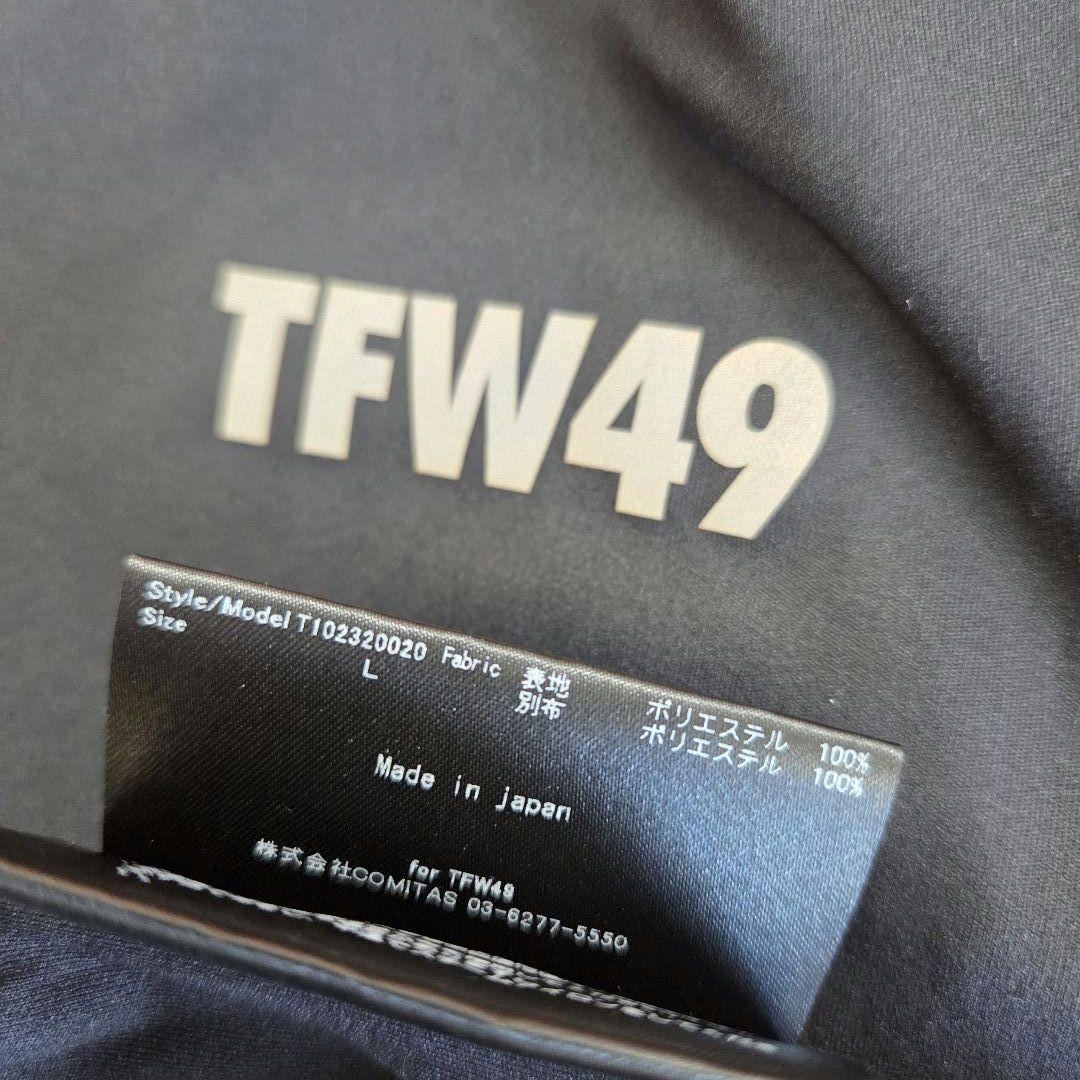 TFW49
Style/Model T102320020 Fabric 表地 ポリエステル 100%
Size L 別布 ポリエステル 100%
Made in japan
for TFW49
株式会社COMITAS 03-6277-5550